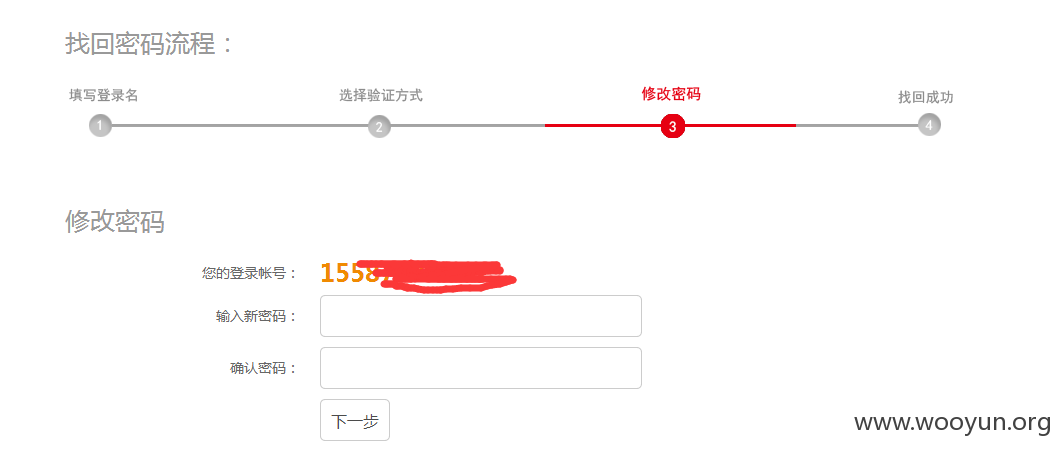 找回密码流程：
填写登录名 选择验证方式 修改密码 找回成功
1 2 3 4
修改密码
您的登录帐号： 1558
输入新密码：
确认密码：
下一步
www.wooyun.org